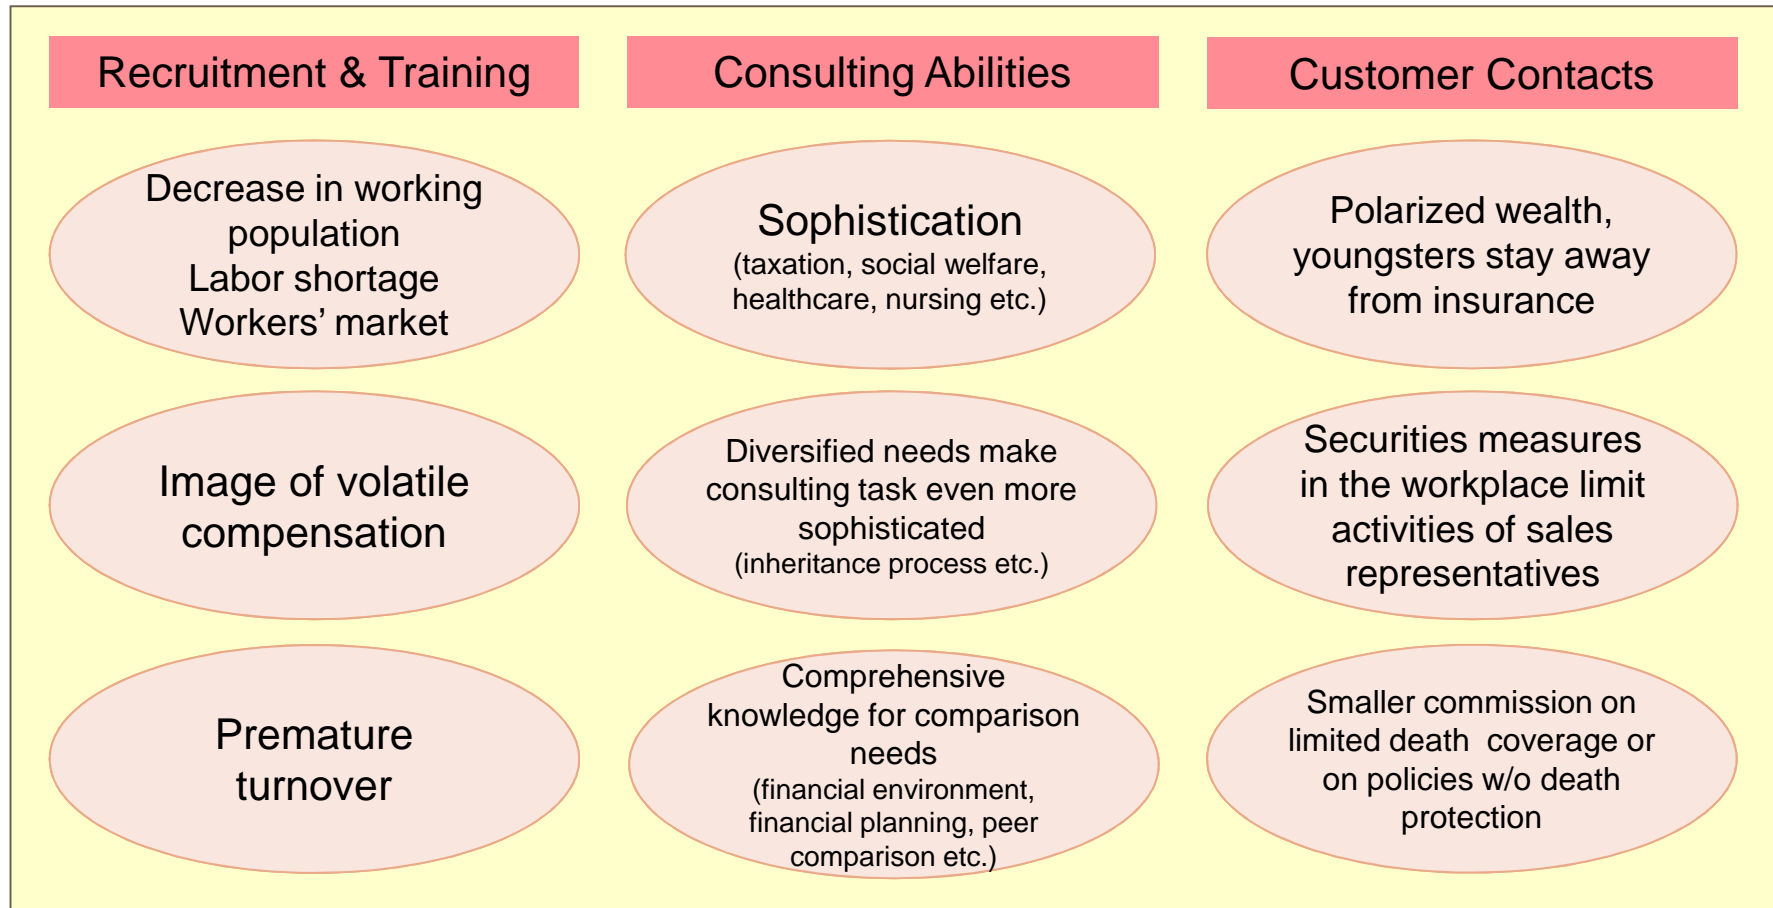 Recruitment & Training
Decrease in working
population
Labor shortage
Workers’ market
Image of volatile
compensation
Premature
turnover
Consulting Abilities
Sophistication
(taxation, social welfare,
healthcare, nursing etc.)
Diversified needs make
consulting task even more
sophisticated
(inheritance process etc.)
Comprehensive
knowledge for comparison
needs
(financial environment,
financial planning, peer
comparison etc.)
Customer Contacts
Polarized wealth,
youngsters stay away
from insurance
Securities measures
in the workplace limit
activities of sales
representatives
Smaller commission on
limited death coverage or
on policies w/o death
protection